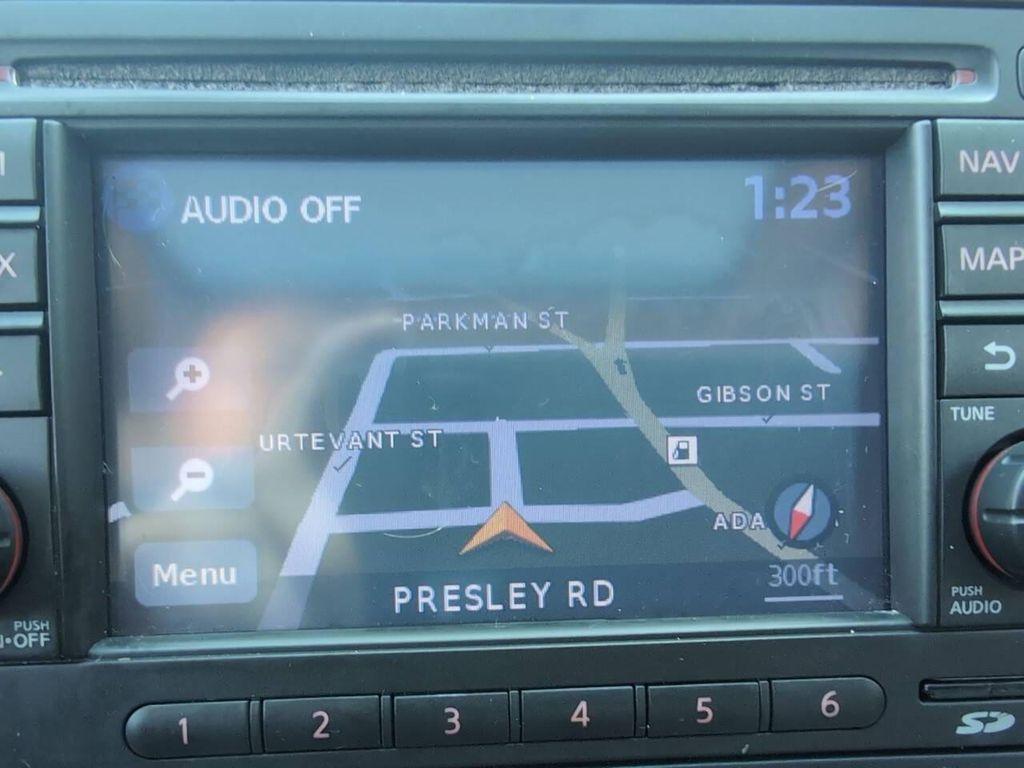 AUDIO OFF
1:23
NAV
MAP
PARKMAN ST
GIBSON ST
URTEVANT ST
TUNE
ADA
Menu
300ft
PRESLEY RD
PUSH
AUDIO
PUSH
OFF
1 2 3 4 5 6
SD